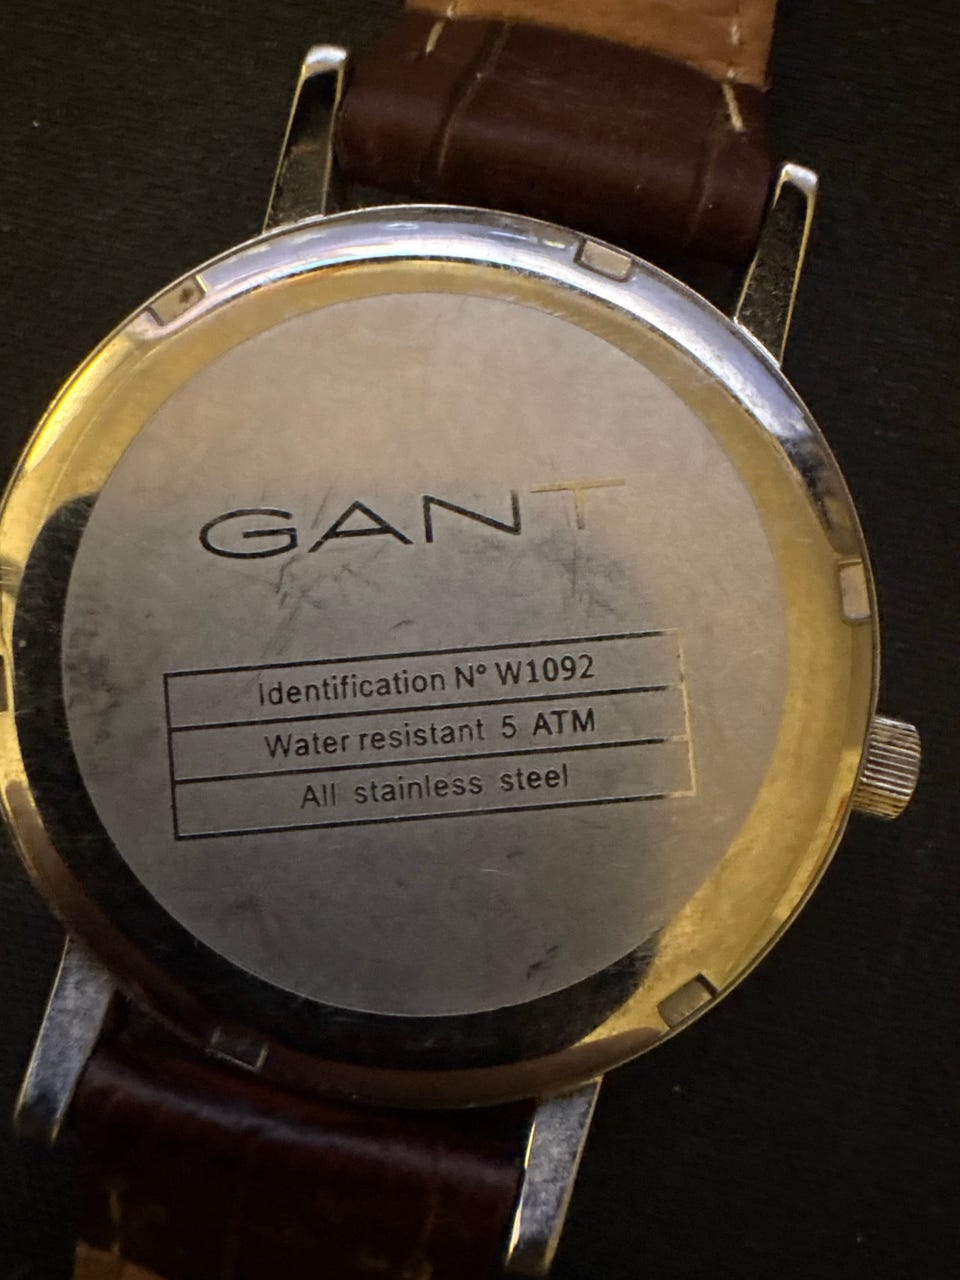 GANT
Identification N° W1092
Water resistant 5 ATM
All stainless steel